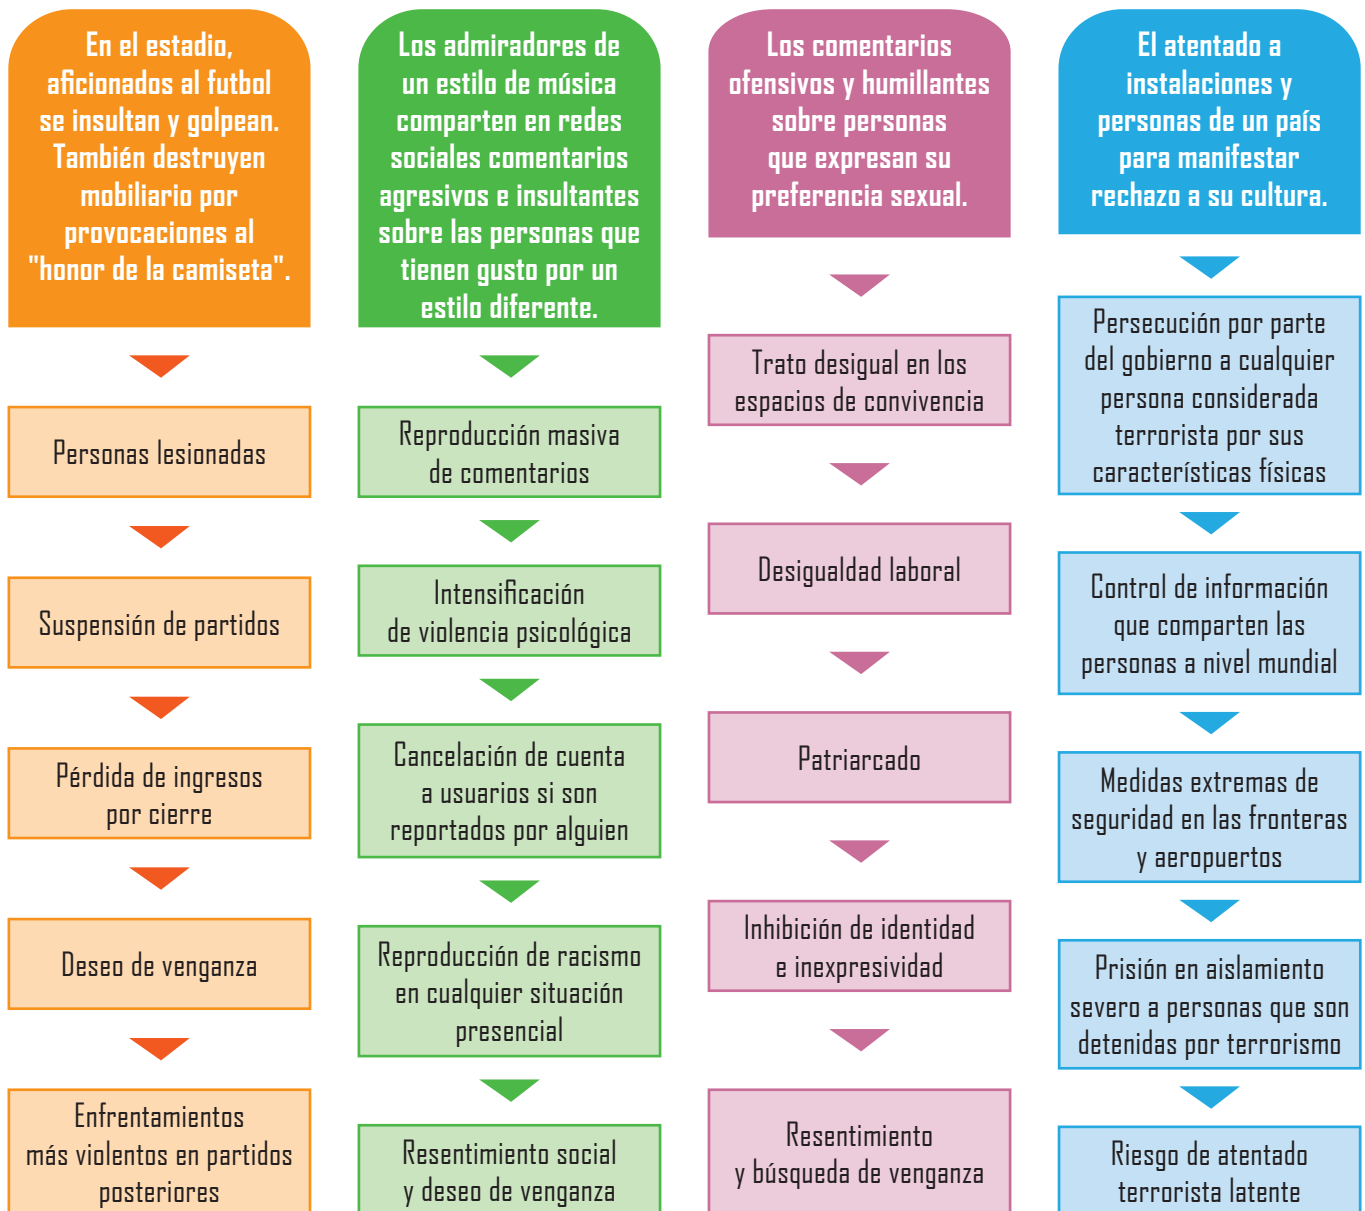 En el estadio,
aficionados al futbol
se insultan y golpean.
También destruyen
mobiliario por
provocaciones al
"honor de la camiseta".
Personas lesionadas
Suspensión de partidos
Pérdida de ingresos
por cierre
Deseo de venganza
Enfrentamientos
más violentos en partidos
posteriores
Los admiradores de
un estilo de música
comparten en redes
sociales comentarios
agresivos e insultantes
sobre las personas que
tienen gusto por un
estilo diferente.
Reproducción masiva
de comentarios
Intensificación
de violencia psicológica
Cancelación de cuenta
a usuarios si son
reportados por alguien
Reproducción de racismo
en cualquier situación
presencial
Resentimiento social
y deseo de venganza
Los comentarios
ofensivos y humillantes
sobre personas
que expresan su
preferencia sexual.
Trato desigual en los
espacios de convivencia
Desigualdad laboral
Patriarcado
Inhibición de identidad
e inexpresividad
Resentimiento
y búsqueda de venganza
El atentado a
instalaciones y
personas de un país
para manifestar
rechazo a su cultura.
Persecución por parte
del gobierno a cualquier
persona considerada
terrorista por sus
características físicas
Control de información
que comparten las
personas a nivel mundial
Medidas extremas de
seguridad en las fronteras
y aeropuertos
Prisión en aislamiento
severo a personas que son
detenidas por terrorismo
Riesgo de atentado
terrorista latente